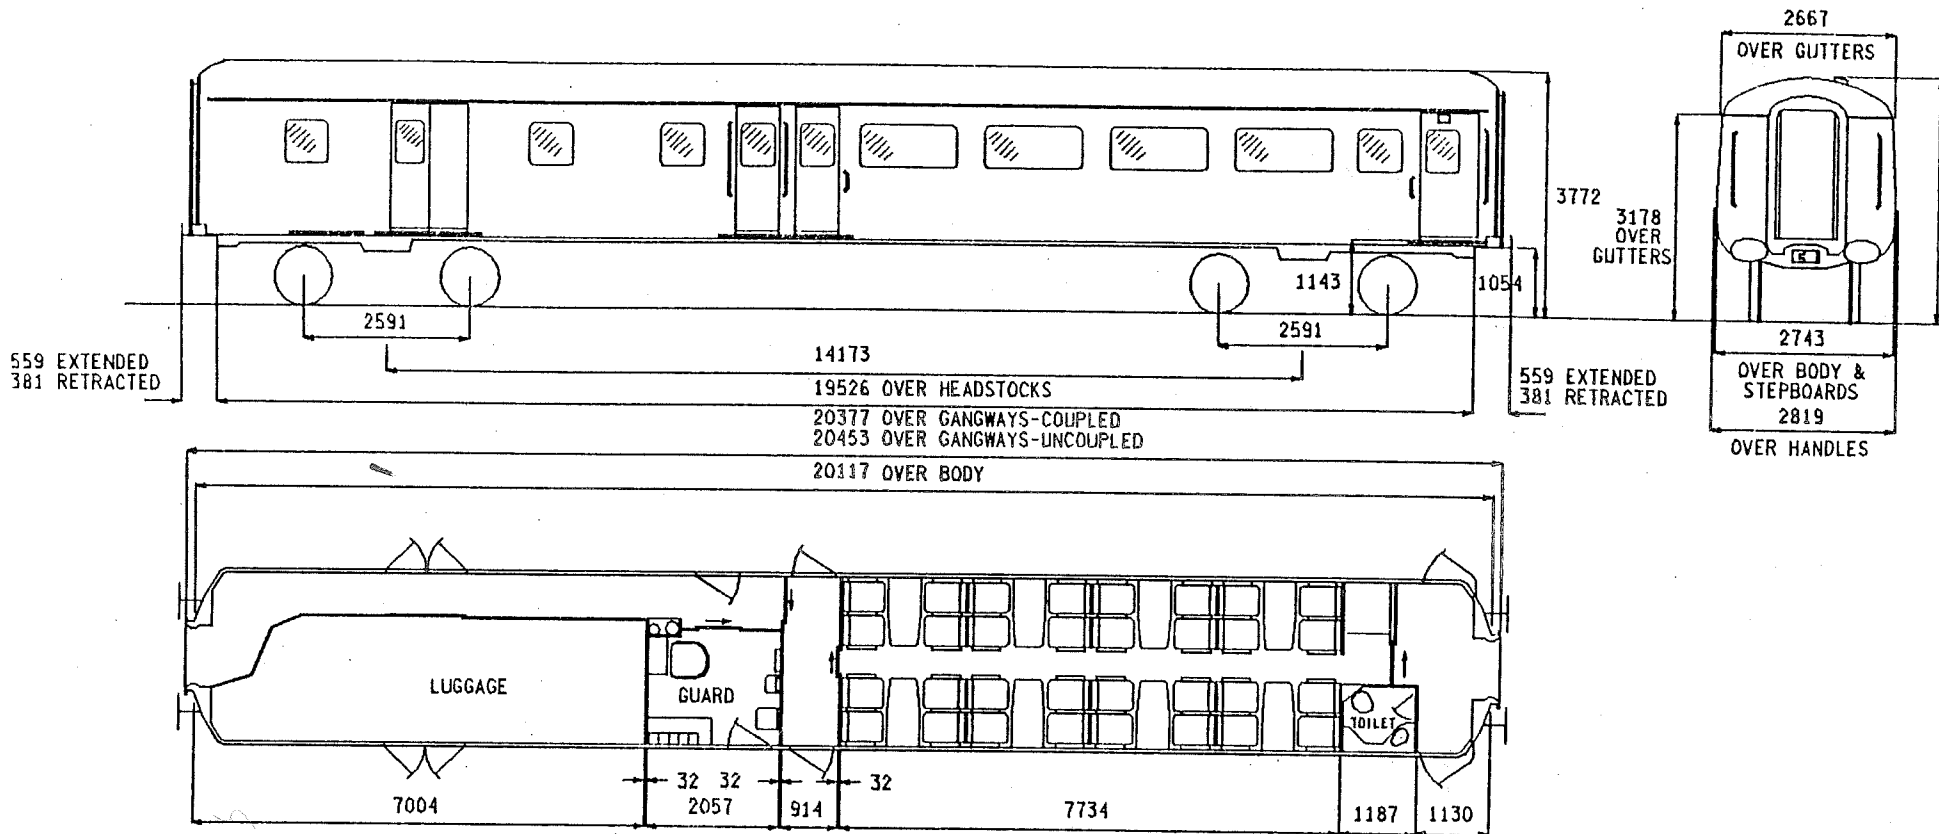 2667
OVER GUTTERS
3772
3178
OVER
GUTTERS
1143
1054
2591
2591
14173
2743
559 EXTENDED
381 RETRACTED
19526 OVER HEADSTOCKS
559 EXTENDED
381 RETRACTED
OVER BODY &
STEPBOARDS
20377 OVER GANGWAYS-COUPLED
20453 OVER GANGWAYS-UNCOUPLED
2819
OVER HANDLES
20117 OVER BODY
LUGGAGE
GUARD
TOILET
32 32
32
7004
2057
914
7734
1187
1130